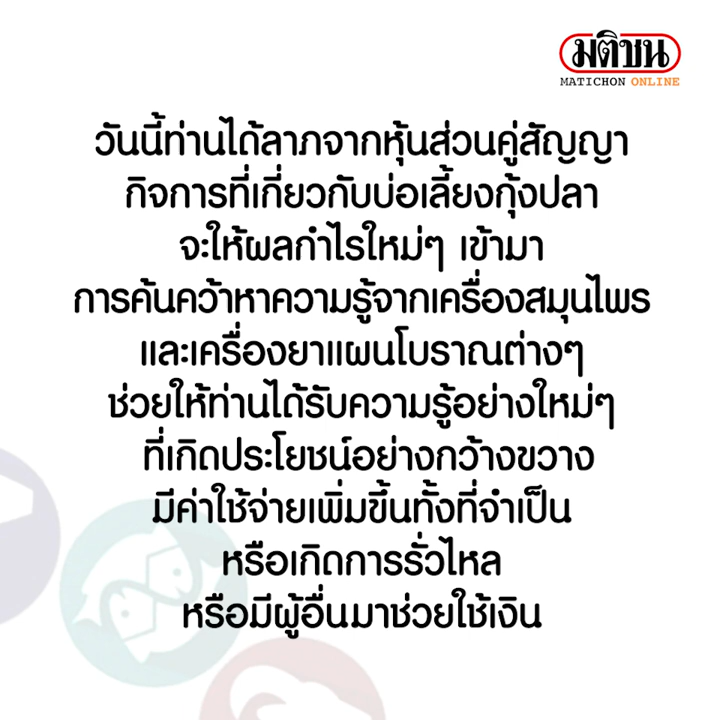 มติชน
MATICHON ONLINE
วันนี้ท่านได้ลาภจากหุ้นส่วนคู่สัญญา
กิจการที่เกี่ยวกับบ่อเลี้ยงกุ้งปลา
จะให้ผลกำไรใหม่ๆ เข้ามา
การค้นคว้าหาความรู้จากเครื่องสมุนไพร
และเครื่องยาแผนโบราณต่างๆ
ช่วยให้ท่านได้รับความรู้อย่างใหม่ๆ
ที่เกิดประโยชน์อย่างกว้างขวาง
มีค่าใช้จ่ายเพิ่มขึ้นทั้งที่จำเป็น
หรือเกิดการรั่วไหล
หรือมีผู้อื่นมาช่วยใช้เงิน